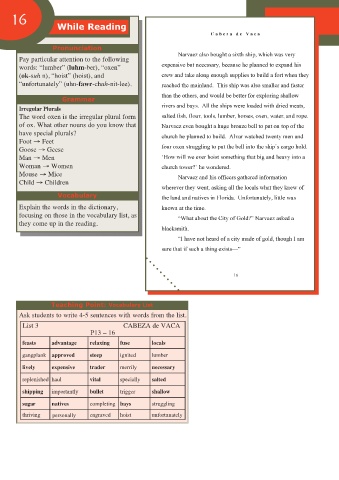 16
While Reading
Cabeza de Vaca
Pronunciation
Pay particular attention to the following
words: "lumber" (luhm-ber), "oxen"
(ok-suh n), "hoist" (hoist), and
"unfortunately" (uhn-fawr-chuh-nit-lee).
Grammar
Irregular Plurals
The word oxen is the irregular plural form
of ox. What other nouns do you know that
have special plurals?
Foot → Feet
Goose → Geese
Man → Men
Woman → Women
Mouse → Mice
Child → Children
Vocabulary
Explain the words in the dictionary,
focusing on those in the vocabulary list, as
they come up in the reading.
Narvaez also bought a sixth ship, which was very
expensive but necessary, because he planned to expand his
crew and take along enough supplies to build a fort when they
reached the mainland. This ship was also smaller and faster
than the others, and would be better for exploring shallow
rivers and bays. All the ships were loaded with dried meats,
salted fish, flour, tools, lumber, horses, oxen, water, and rope.
Narvaez even bought a huge bronze bell to put on top of the
church he planned to build. Alvar watched twenty men and
four oxen struggling to put the bell into the ship's cargo hold.
'How will we ever hoist something that big and heavy into a
church tower?' he wondered.
Narvaez and his officers gathered information
wherever they went, asking all the locals what they knew of
the land and natives in Florida. Unfortunately, little was
known at the time.
"What about the City of Gold?" Narvaez asked a
blacksmith.
"I have not heard of a city made of gold, though I am
sure that if such a thing exists—"
16
Teaching Point: Vocabulary List
Ask students to write 4-5 sentences with words from the list.
List 3 CABEZA de VACA
P13 – 16
feasts advantage relaxing fuse locals
gangplank approved steep ignited lumber
lively expensive trader merrily necessary
replenished haul vital specially salted
shipping importantly bullet trigger shallow
sugar natives completing bays struggling
thriving personally engraved hoist unfortunately